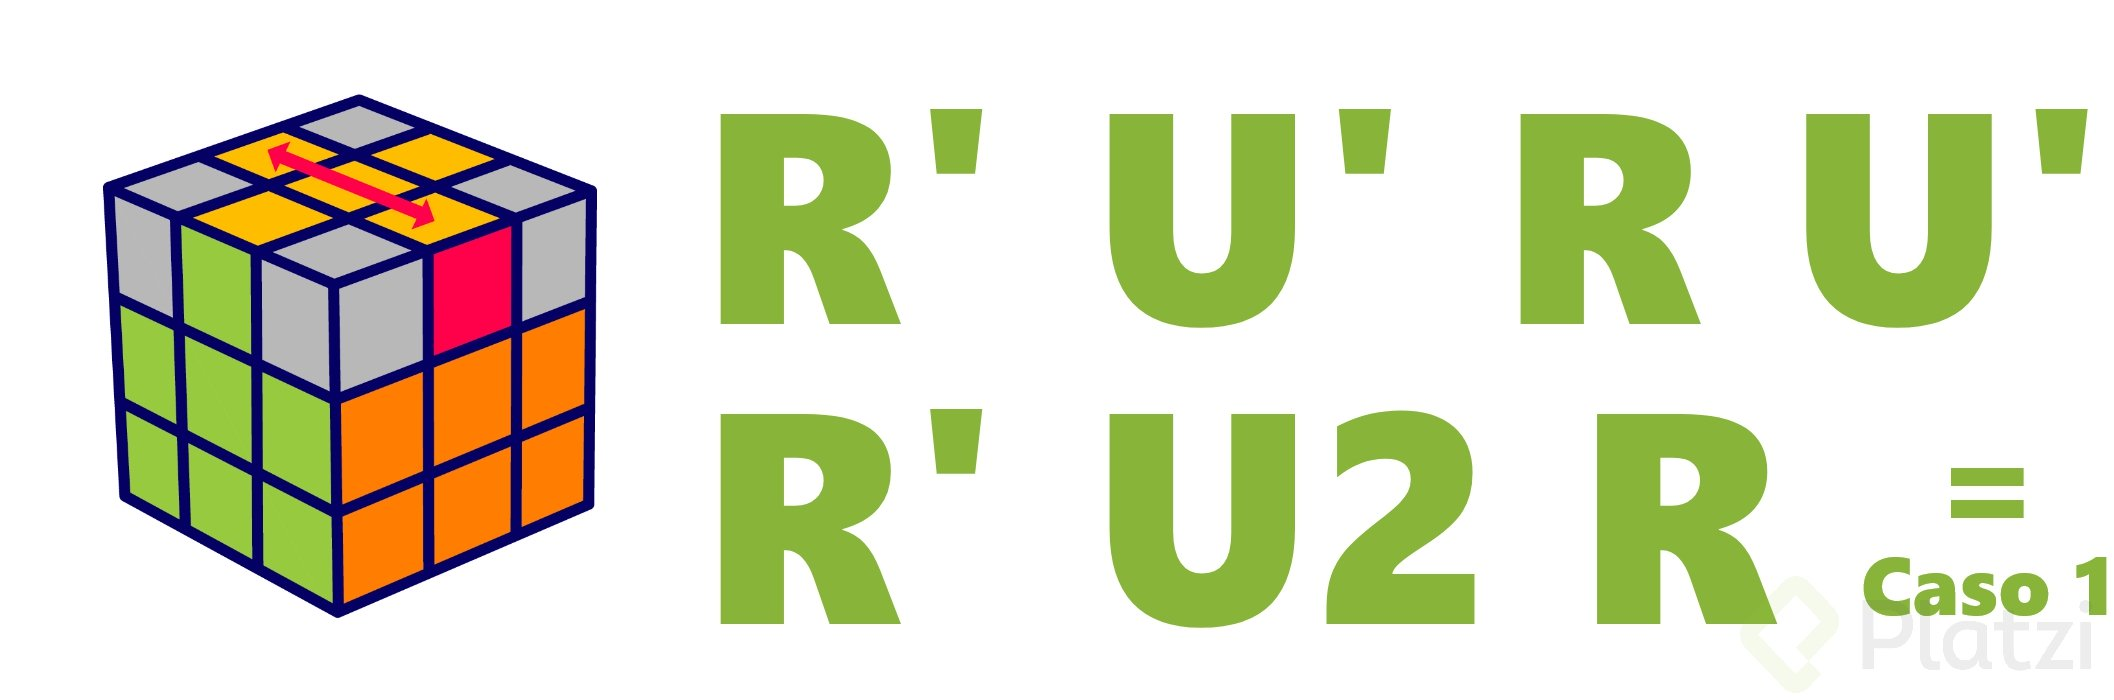 R' U' R U'
R' U2 R =
Caso 1
Platzi